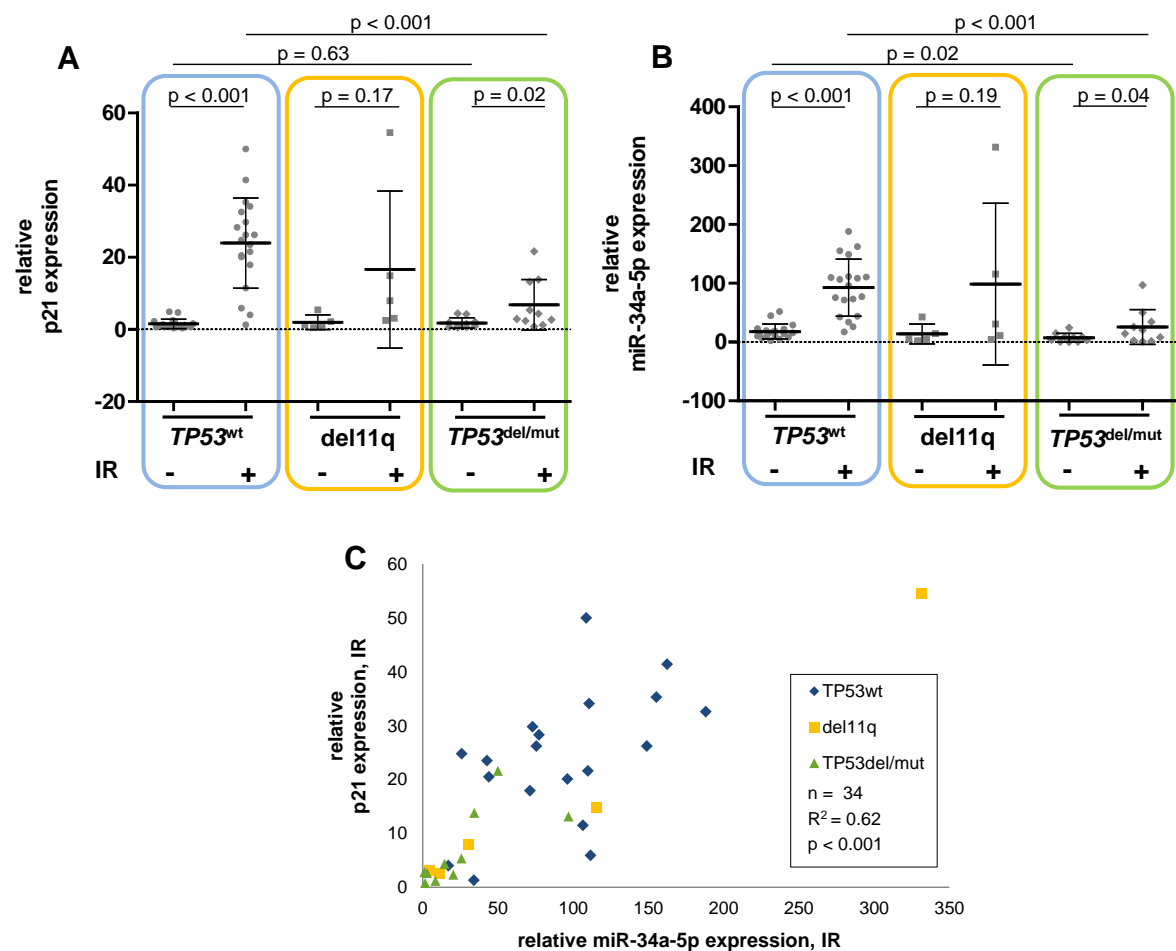 p < 0.001
p = 0.63
A
p < 0.001
p = 0.17
p = 0.02
relative
p21 expression
60
40
20
0
-20
TP53wt
del11q
TP53del/mut
IR
-
+
-
+
-
+
p < 0.001
p = 0.02
B
p < 0.001
p = 0.19
p = 0.04
relative
miR-34a-5p expression
400
300
200
100
0
-100
TP53wt
del11q
TP53del/mut
IR
-
+
-
+
-
+
C
relative
p21 expression, IR
60
50
40
30
20
10
0
TP53wt
del11q
TP53del/mut
n = 34
R² = 0.62
p < 0.001
0 50 100 150 200 250 300 350
relative miR-34a-5p expression, IR